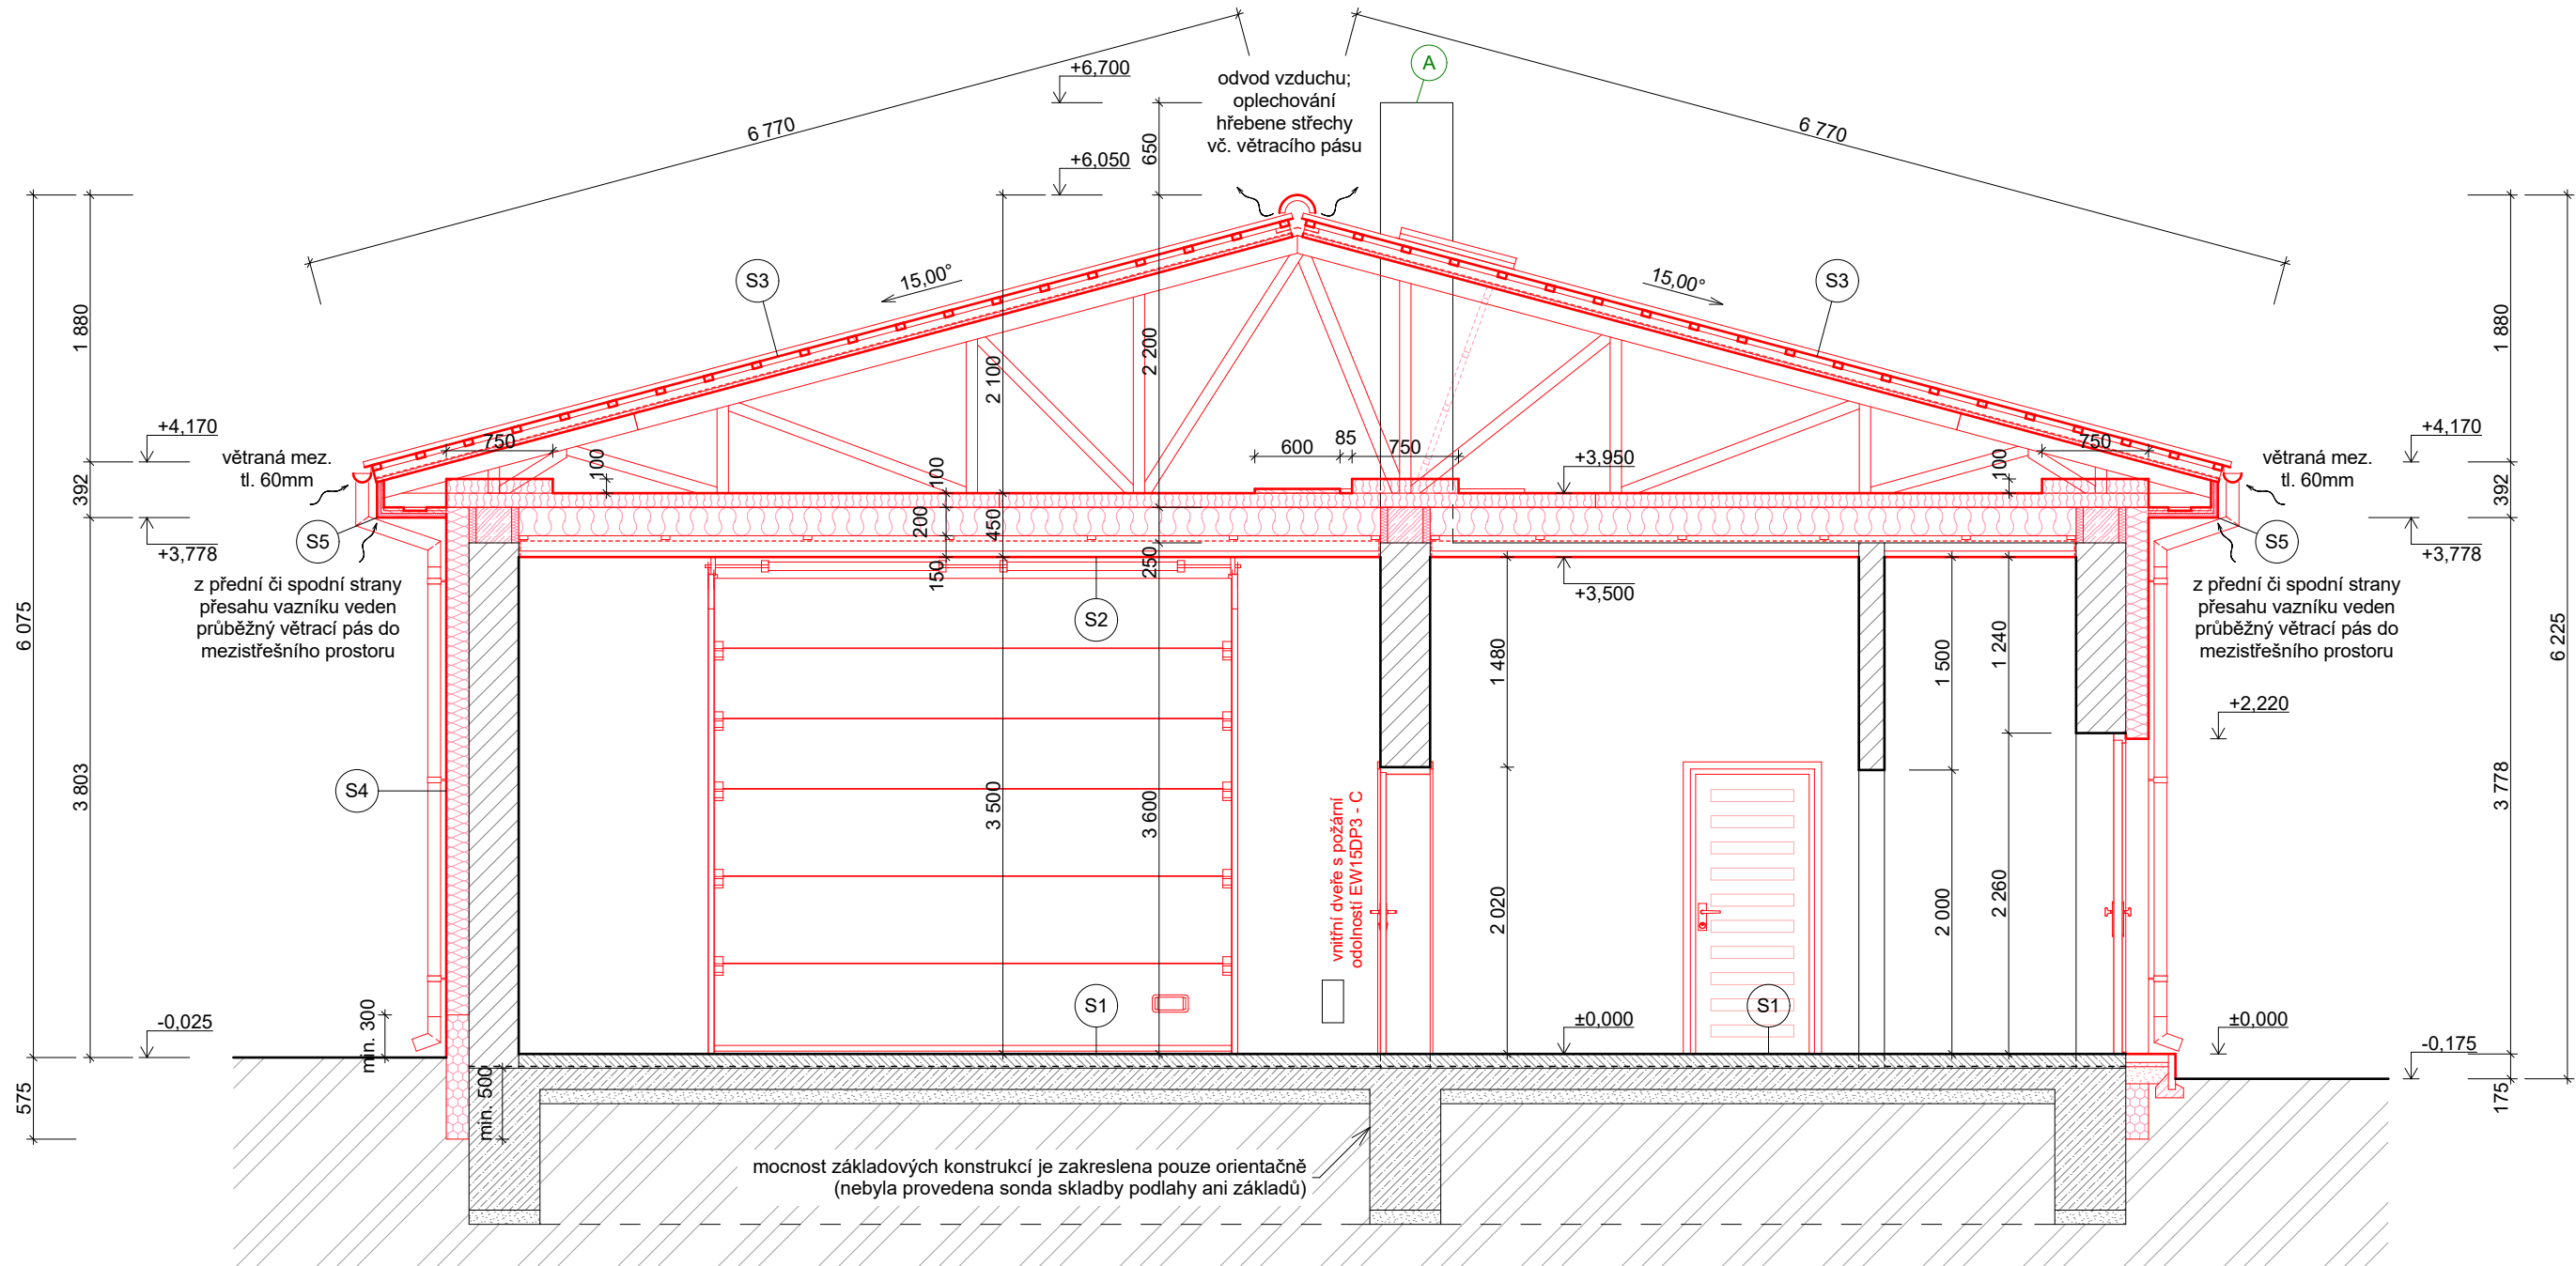 6 770
+6,700
odvod vzduchu;
oplechování
hřebene střechy
vč. větracího pásu
A
6 770
650
+6,050
S3
15,00°
15,00°
S3
1 880
1 880
2 100
2 200
+4,170
750
100
větraná mez.
tl. 60mm
392
600
85
750
+3,950
750
100
+4,170
větraná mez.
tl. 60mm
392
100
200
450
150
250
S5
+3,778
z přední či spodní strany
přesahu vazníku veden
průběžný větrací pás do
mezistřešního prostoru
S2
+3,500
S5
+3,778
z přední či spodní strany
přesahu vazníku veden
průběžný větrací pás do
mezistřešního prostoru
6 075
6 225
1 480
1 500
1 240
+2,220
S4
3 803
3 500
3 600
vnitřní dveře s požární
odolností EW15DP3 - C
2 020
2 000
2 260
3 778
-0,025
min. 300
S1
±0,000
S1
±0,000
-0,175
575
min. 500
175
mocnost základových konstrukcí je zakreslena pouze orientačně
(nebyla provedena sonda skladby podlahy ani základů)